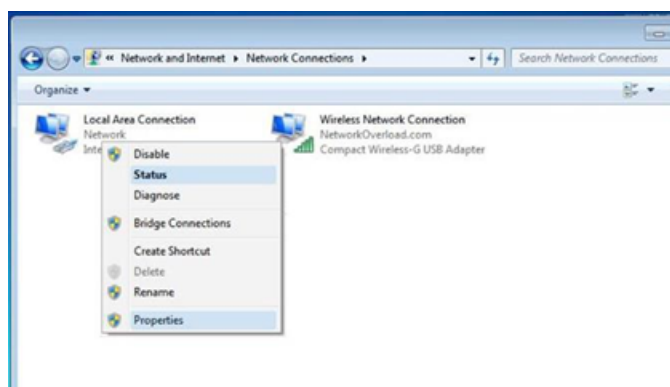 « Network and Internet ▸ Network Connections ▸ Search Network Connections
Organize ▾
Local Area Connection
Network
Inte
Wireless Network Connection
NetworkOverload.com
Compact Wireless-G USB Adapter
Disable
Status
Diagnose
Bridge Connections
Create Shortcut
Delete
Rename
Properties